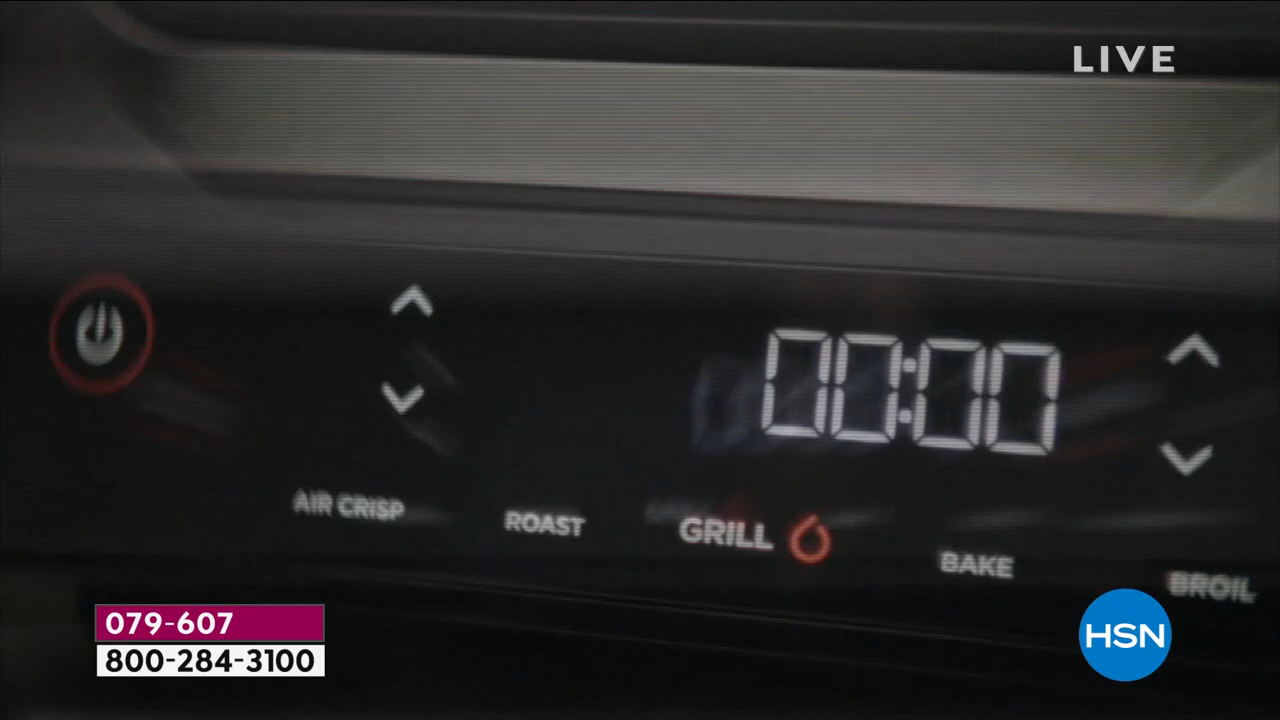 LIVE
00:00
AIR CRISP
ROAST
GRILL
BAKE
BROIL
079-607
800-284-3100
HSN